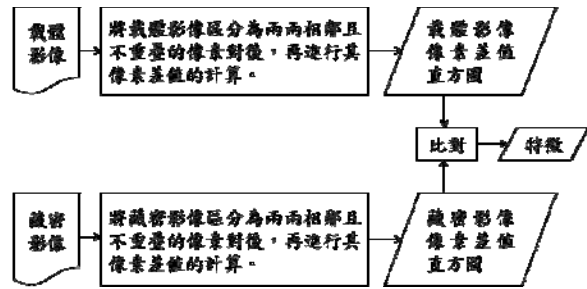 載體
影像
將載體影像區分為兩兩相鄰且
不重疊的像素對後，再進行其
像素差值的計算。
載體影像
像素差值
直方圖
比對
特徵
藏密
影像
將藏密影像區分為兩兩相鄰且
不重疊的像素對後，再進行其
像素差值的計算。
藏密影像
像素差值
直方圖